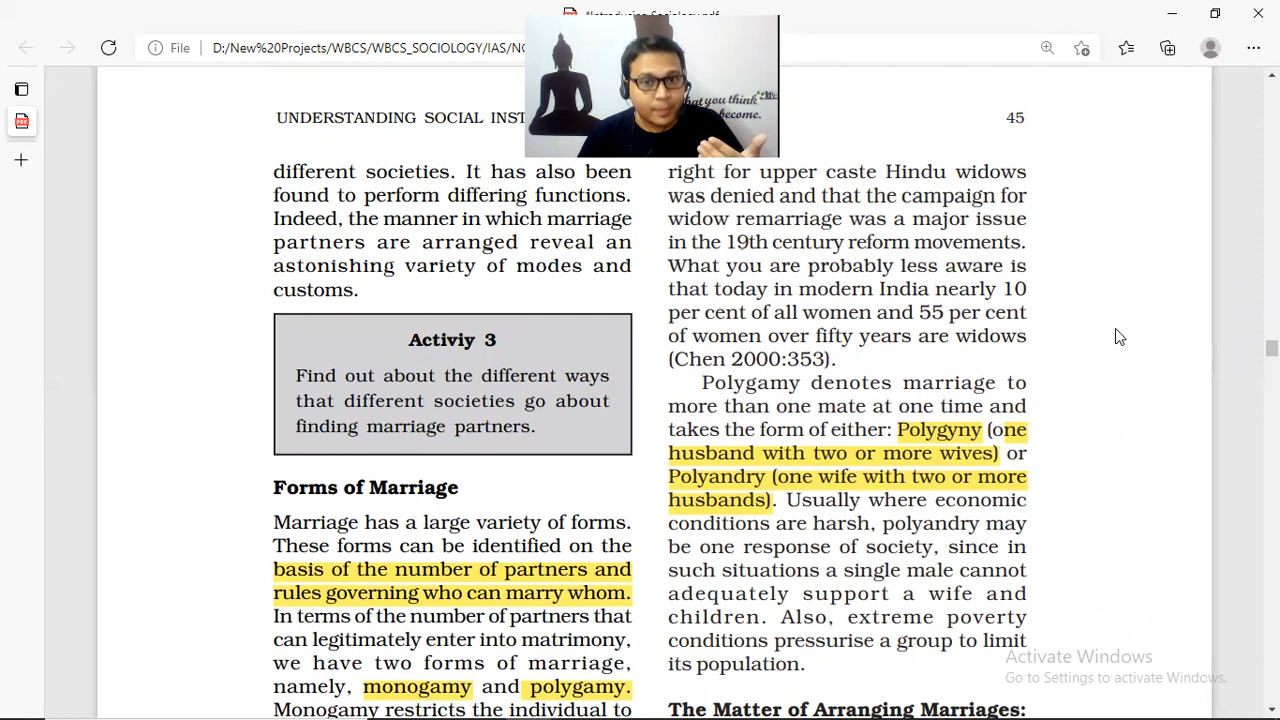 *Introducing Sociology.pdf
File
D:/New%20Projects/WBCS/WBCS_SOCIOLOGY/IAS/NC
hat you think
become.
UNDERSTANDING SOCIAL INST
45
different societies. It has also been
found to perform differing functions.
Indeed, the manner in which marriage
partners are arranged reveal an
astonishing variety of modes and
customs.
Activiy 3
Find out about the different ways
that different societies go about
finding marriage partners.
Forms of Marriage
Marriage has a large variety of forms.
These forms can be identified on the
basis of the number of partners and
rules governing who can marry whom.
In terms of the number of partners that
can legitimately enter into matrimony,
we have two forms of marriage,
namely, monogamy and polygamy.
Monogamy restricts the individual to
right for upper caste Hindu widows
was denied and that the campaign for
widow remarriage was a major issue
in the 19th century reform movements.
What you are probably less aware is
that today in modern India nearly 10
per cent of all women and 55 per cent
of women over fifty years are widows
(Chen 2000:353).
Polygamy denotes marriage to
more than one mate at one time and
takes the form of either: Polygyny (one
husband with two or more wives) or
Polyandry (one wife with two or more
husbands). Usually where economic
conditions are harsh, polyandry may
be one response of society, since in
such situations a single male cannot
adequately support a wife and
children. Also, extreme poverty
conditions pressurise a group to limit
its population.
The Matter of Arranging Marriages:
Activate Windows
Go to Settings to activate Windows.